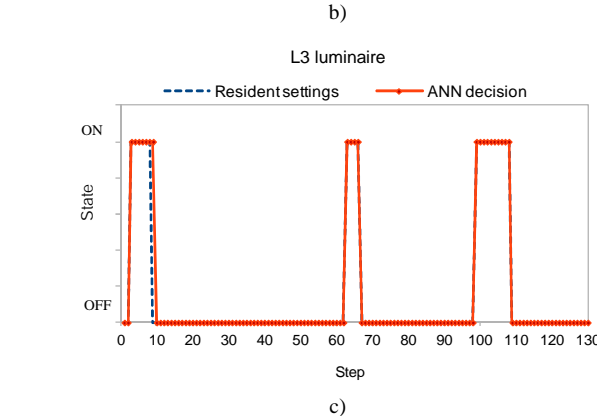 b)
L3 luminaire
Resident settings ANN decision
ON
State
OFF
0 10 20 30 40 50 60 70 80 90 100 110 120 130
Step
c)